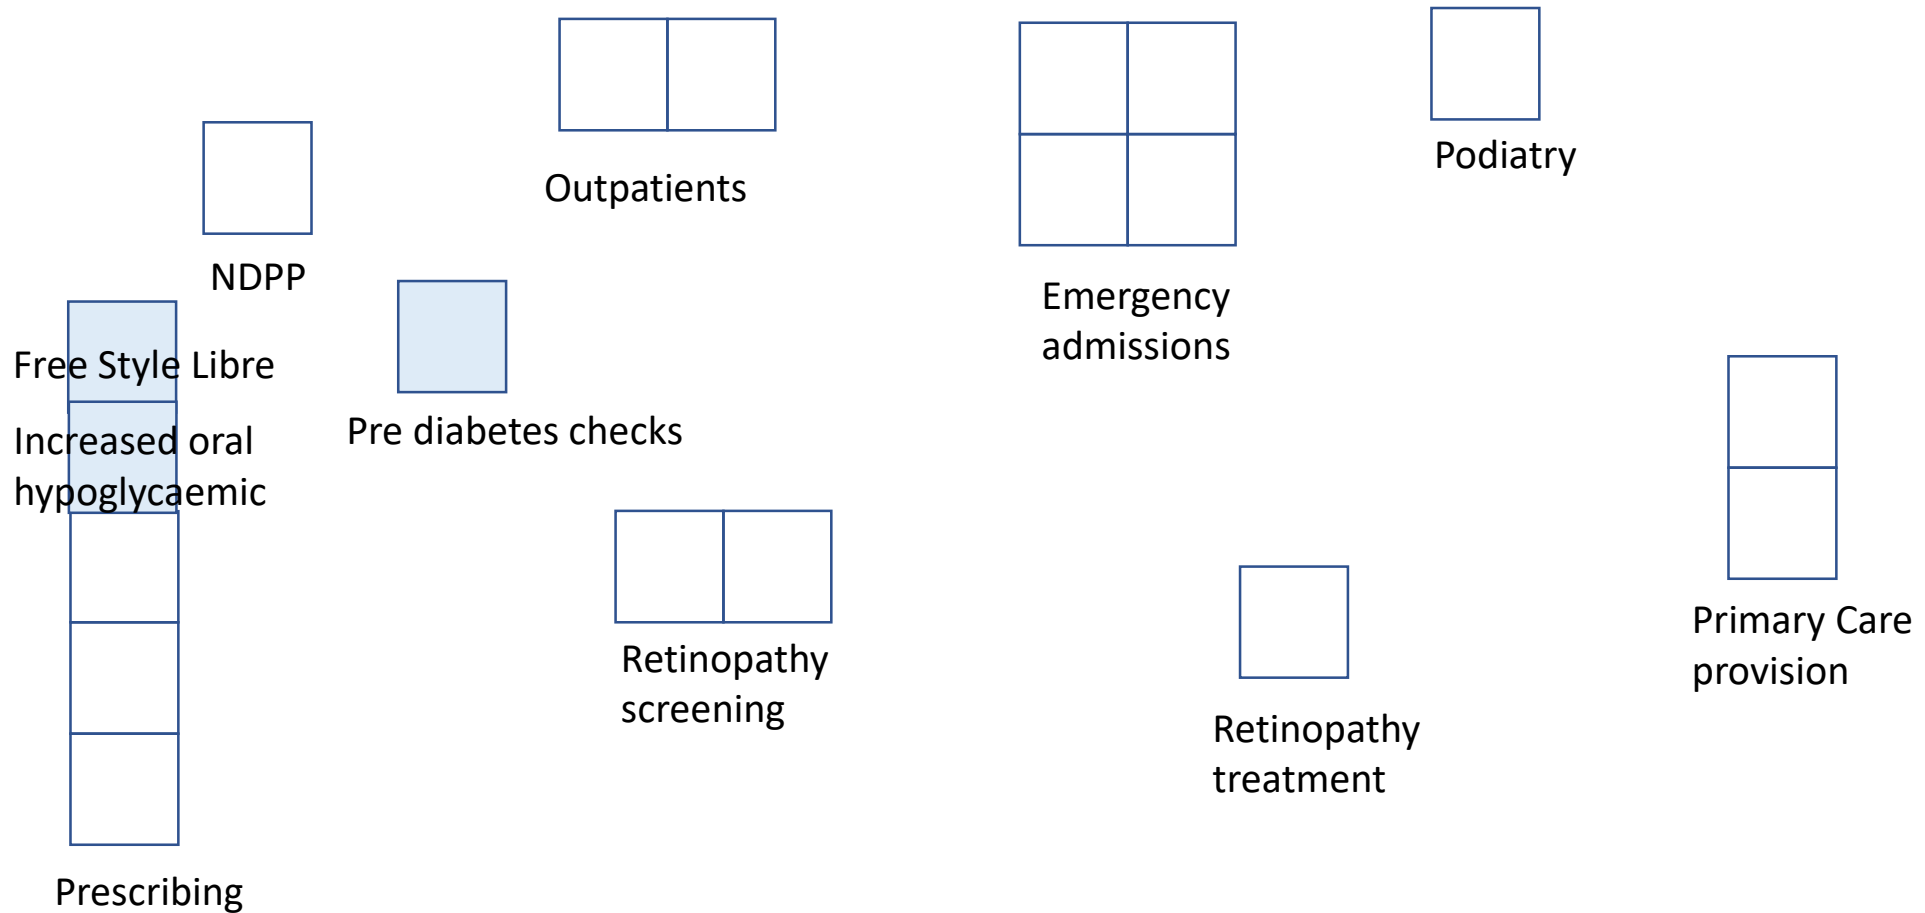 Outpatients
Podiatry
NDPP
Emergency
admissions
Free Style Libre
Increased oral
hypoglycaemic
Pre diabetes checks
Retinopathy
screening
Primary Care
provision
Retinopathy
treatment
Prescribing